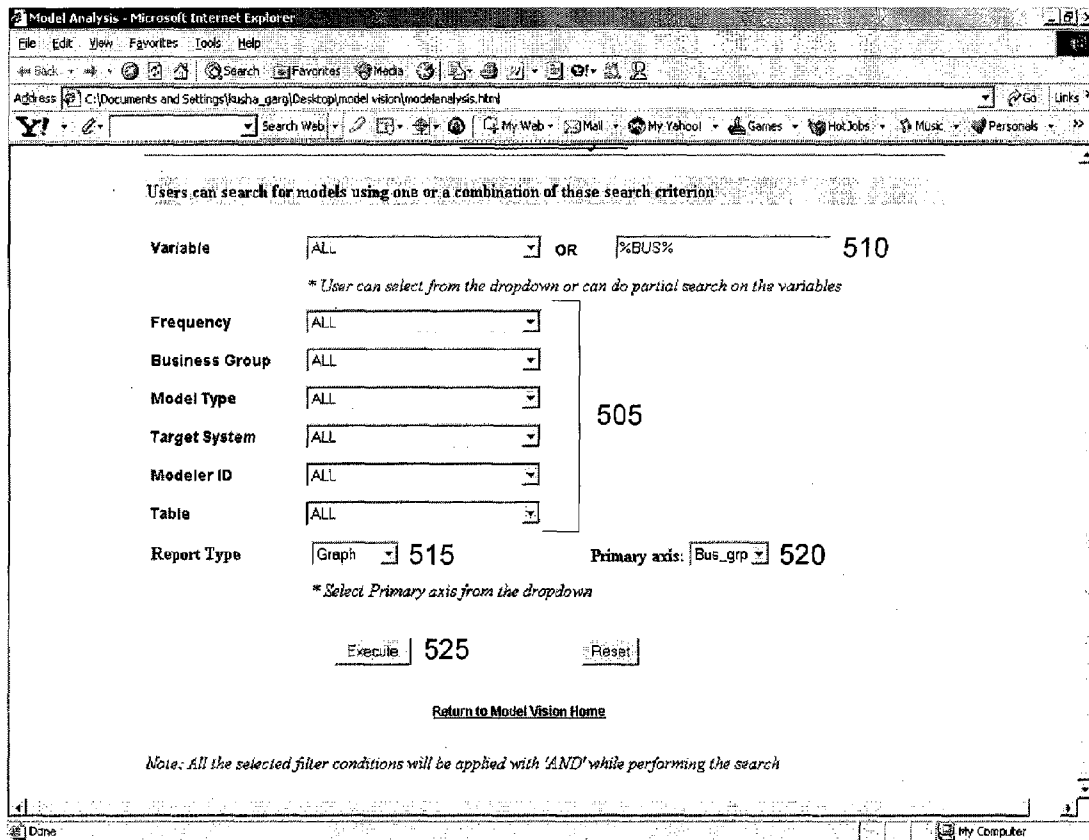 Model Analysis - Microsoft Internet Explorer
File Edit View Favorites Tools Help
Back Search Favorites Media
Address C:\Documents and Settings\kusha_garg\Desktop\model vision\modelanalysis.html Go Links
Y! Search Web My Web Mail My Yahoo! Games HotJobs Music Personals >>
Users can search for models using one or a combination of these search criterion
Variable ALL OR %BUS% 510
* User can select from the dropdown or can do partial search on the variables
Frequency ALL
Business Group ALL
Model Type ALL
505
Target System ALL
Modeler ID ALL
Table ALL
Report Type Graph 515 Primary axis: Bus_grp 520
* Select Primary axis from the dropdown
Execute 525 Reset
Return to Model Vision Home
Note: All the selected filter conditions will be applied with 'AND' while performing the search
Done My Computer